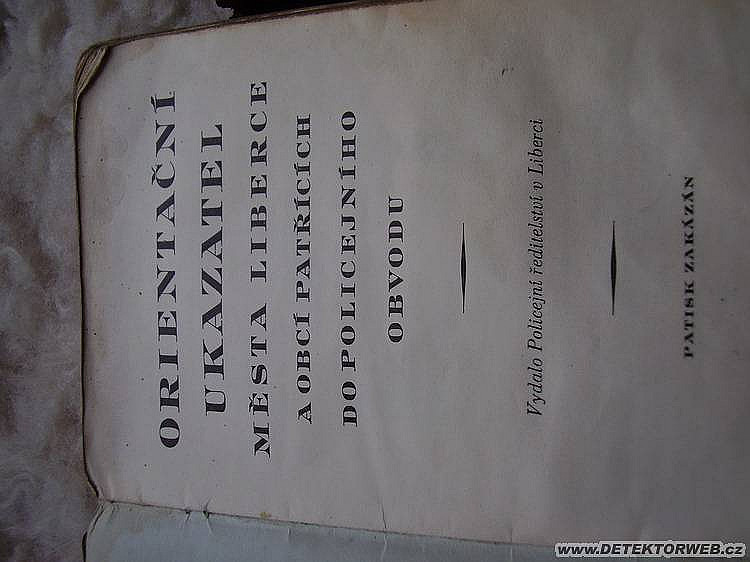 ORIENTAČNÍ
UKAZATEL
MĚSTA LIBERCE
A OBCÍ PATŘÍCÍCH
DO POLICEJNÍHO
OBVODU
Vydalo Policejní ředitelství v Liberci
PATISK ZAKÁZÁN
www.DETEKTORWEB.cz